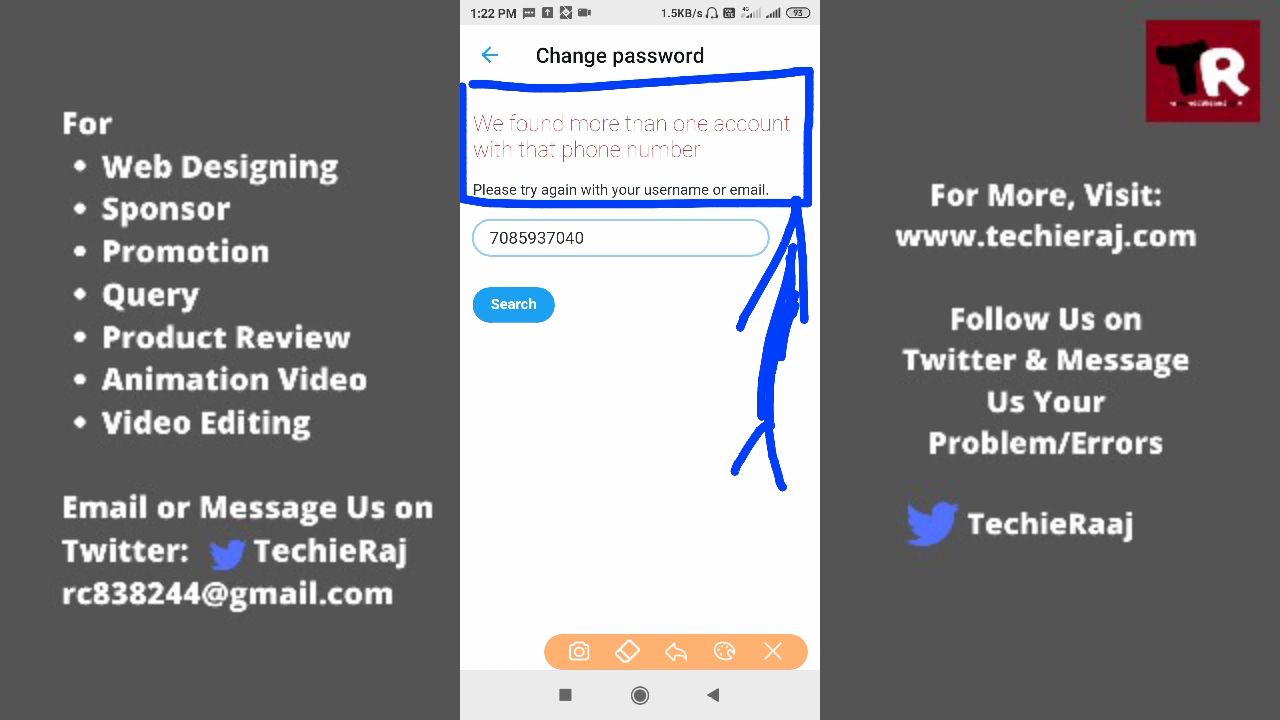 For
Web Designing
Sponsor
Promotion
Query
Product Review
Animation Video
Video Editing
Email or Message Us on
Twitter: TechieRaj
rc838244@gmail.com
1:22 PM 1.5KB/s 4G 93
Change password
We found more than one account
with that phone number
Please try again with your username or email.
7085937040
Search
TR
For More, Visit:
www.techieraj.com
Follow Us on
Twitter & Message
Us Your
Problem/Errors
TechieRaaj